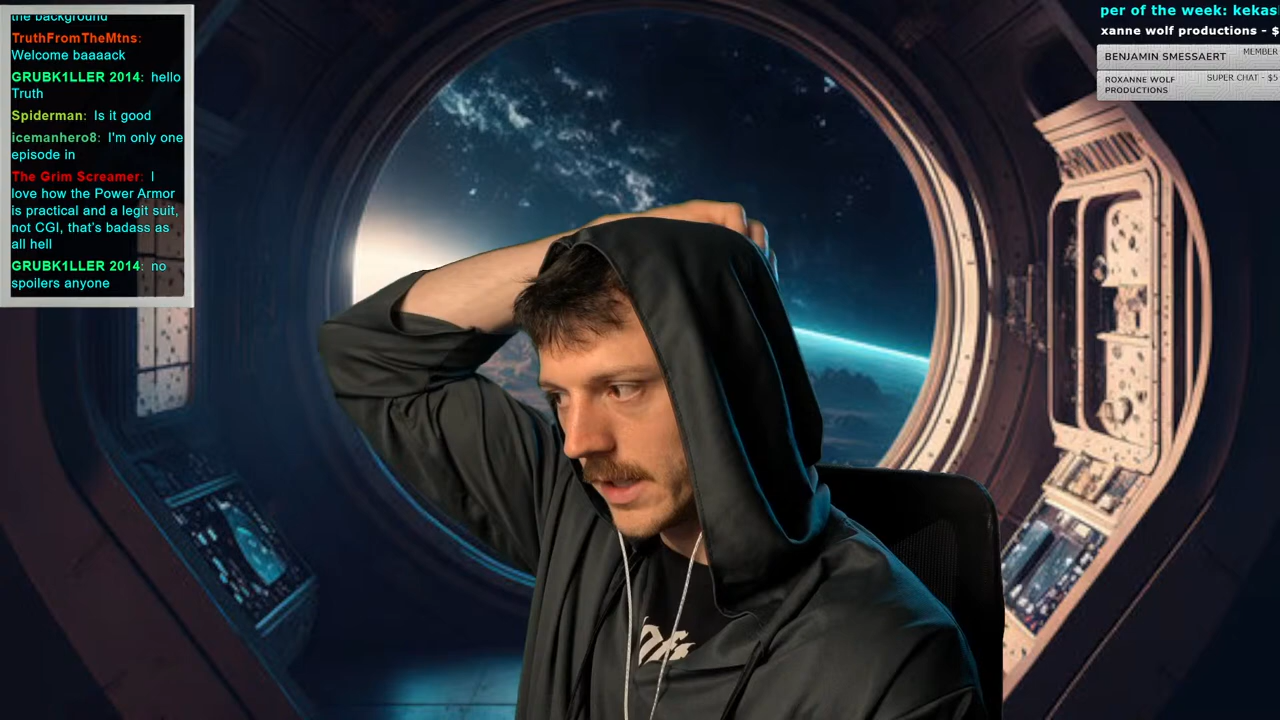 the background
TruthFromTheMtns:
Welcome baaaack
GRUBK1LLER 2014: hello
Truth
Spiderman: Is it good
icemanhero8: I'm only one
episode in
The Grim Screamer: I
love how the Power Armor
is practical and a legit suit,
not CGI, that's badass as
all hell
GRUBK1LLER 2014: no
spoilers anyone
per of the week: kekas
xanne wolf productions - $
BENJAMIN SMESSAERT MEMBER
ROXANNE WOLF SUPER CHAT - $5
PRODUCTIONS